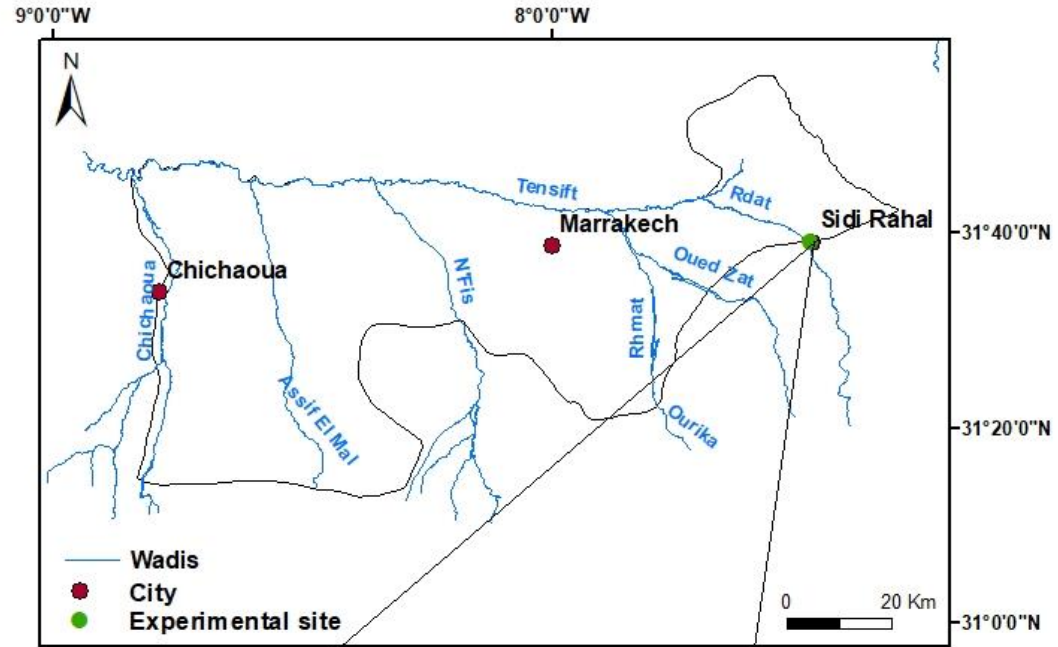 9°0'0"W
8°0'0"W
N
Tensift
Rdat
Sidi Rahal
Marrakech
31°40'0"N
Oued Zat
Chichaoua
N'Fis
Chichaoua
Rhmat
Assif El Mal
Ourika
31°20'0"N
Wadis
City
0 20 Km
Experimental site
31°0'0"N